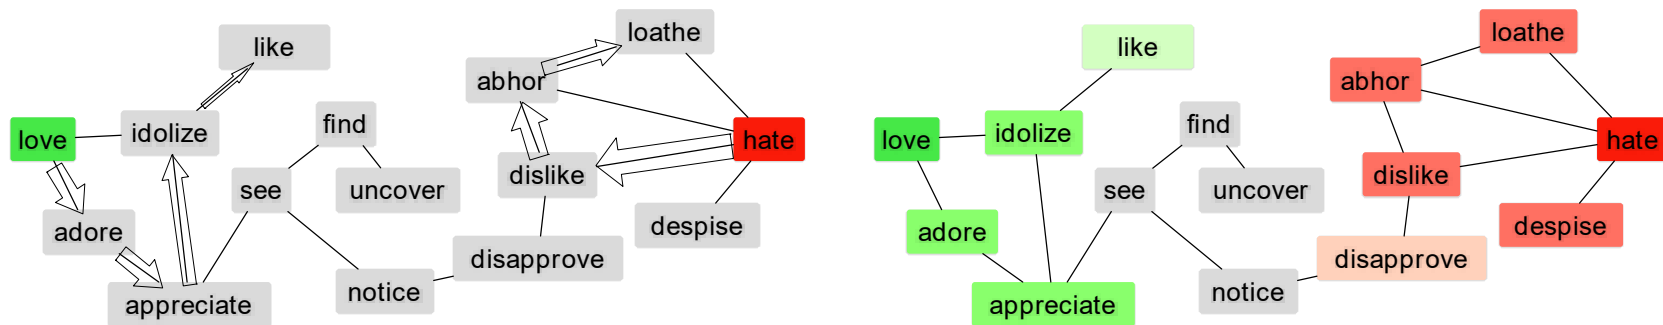 like
loathe
abhor
love
idolize
find
hate
see
dislike
uncover
adore
despise
disapprove
appreciate
notice
like
loathe
abhor
love
idolize
find
hate
see
dislike
uncover
adore
despise
disapprove
appreciate
notice